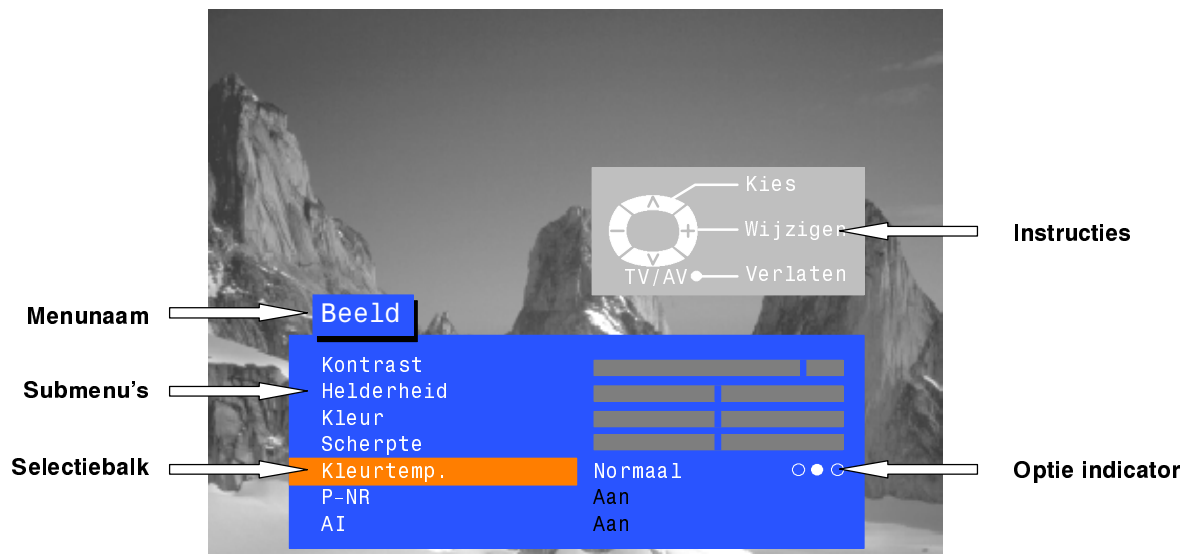 Kies
Wijzigen
Instructies
TV/AV Verlaten
Menunaam
Beeld
Kontrast
Submenu's
Helderheid
Kleur
Scherpte
Selectiebalk
Kleurtemp. Normaal
Optie indicator
P-NR Aan
AI Aan